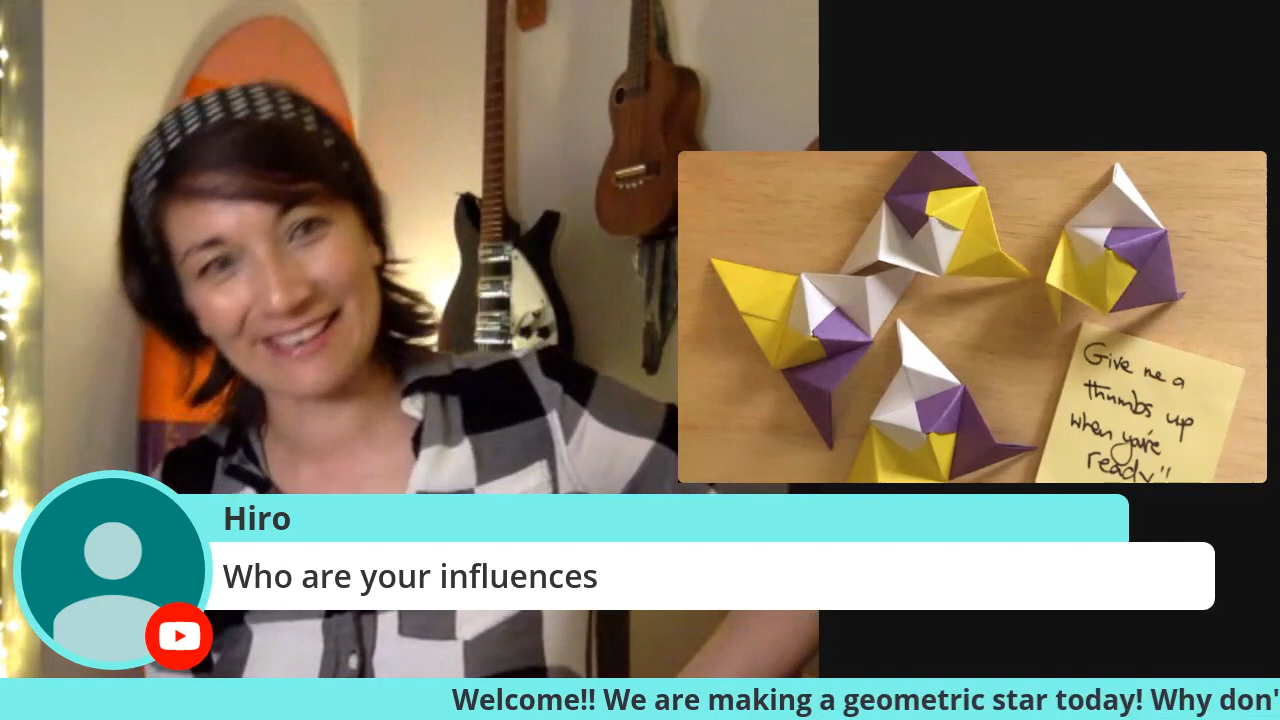 Give me a
thumbs up
when you're
ready"
Hiro
Who are your influences
Welcome!! We are making a geometric star today! Why don'